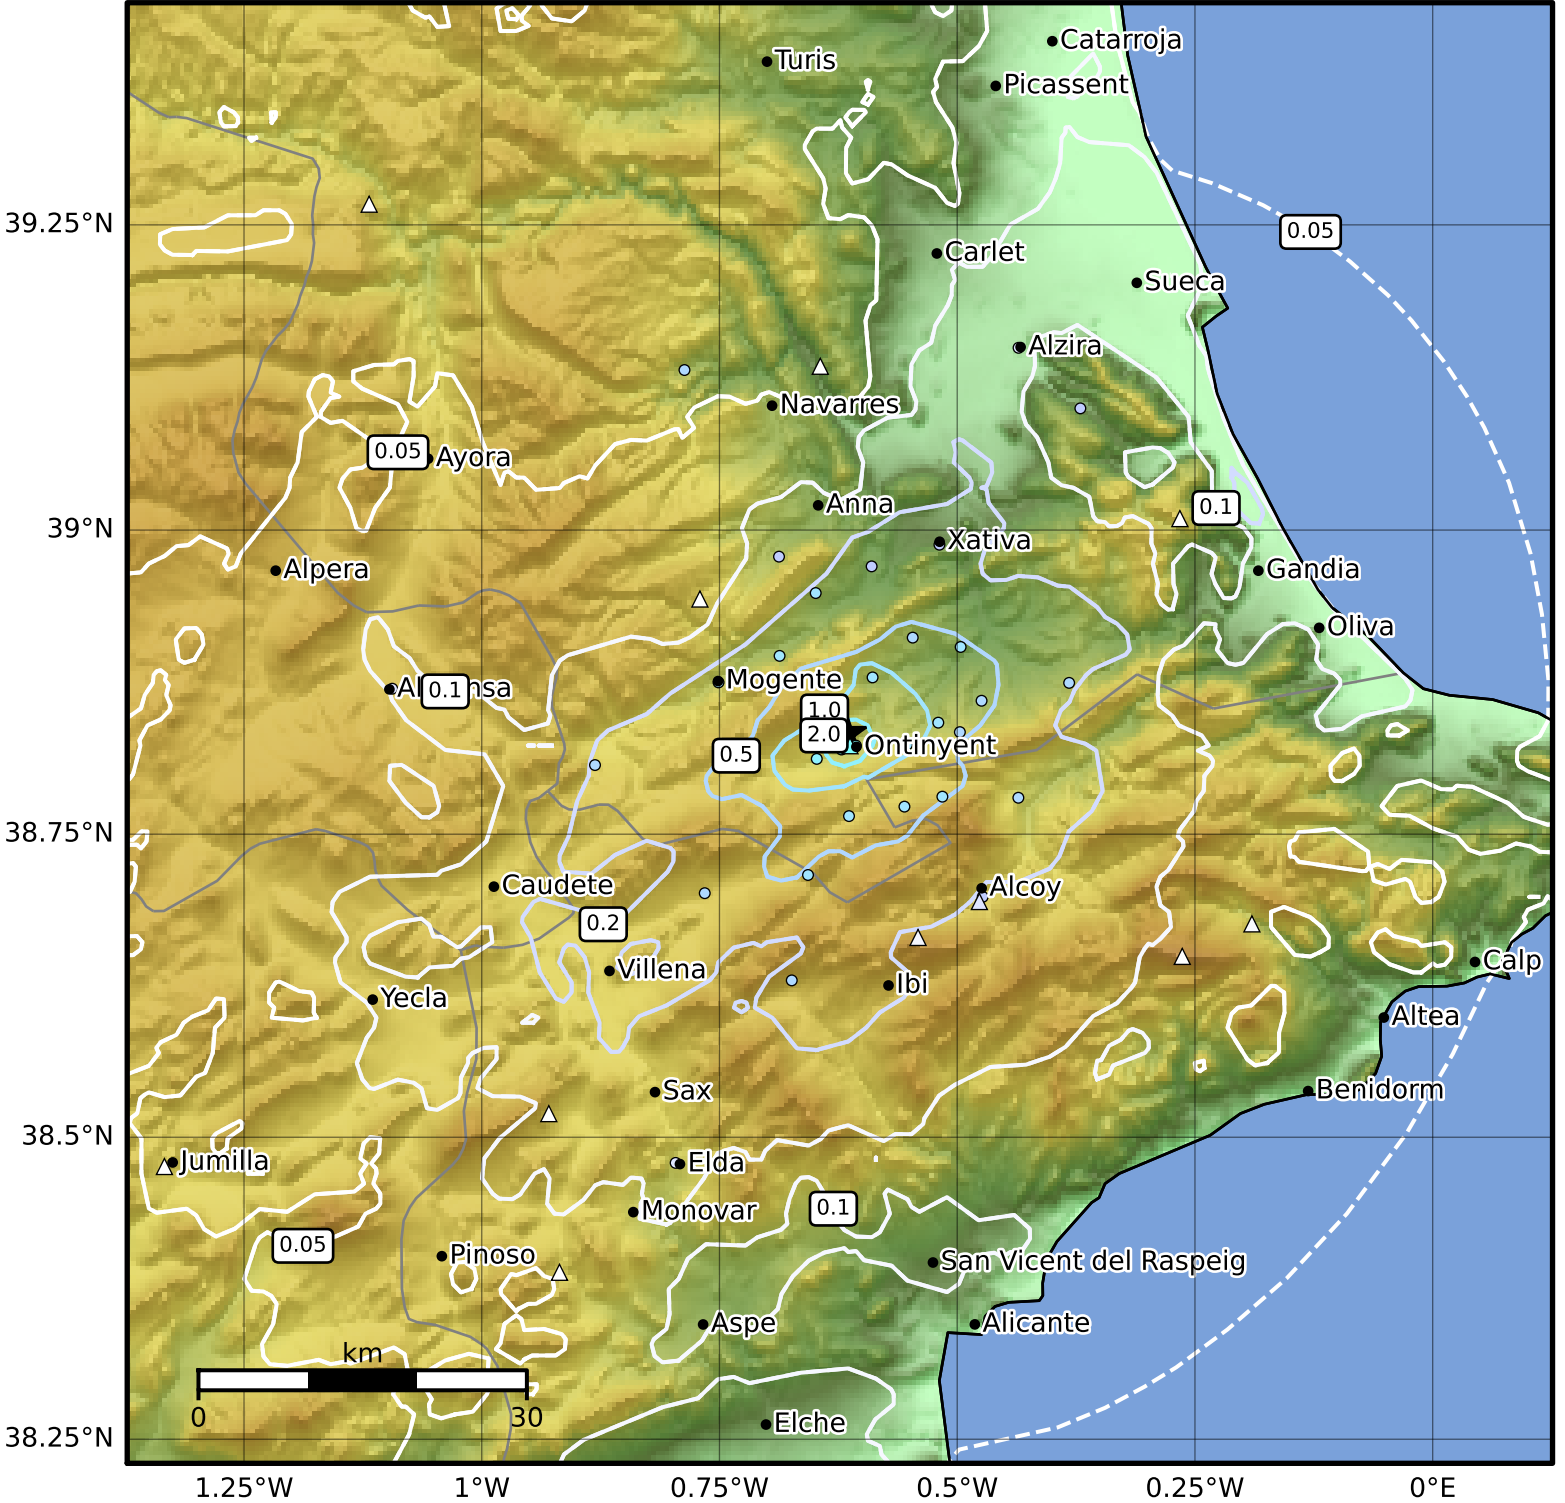 Catarroja
Turis
Picassent
39.25°N
0.05
Carlet
Sueca
Alzira
Navarres
0.05
Ayora
Anna
0.1
39°N
Xativa
Alpera
Gandia
Oliva
Mogente
Al
0.1
nsa
1.0
2.0
Ontinyent
0.5
38.75°N
Caudete
Alcoy
0.2
Villena
Calp
Ibi
Yecla
Altea
Sax
Benidorm
38.5°N
Jumilla
Elda
0.1
Monovar
0.05
Pinoso
San Vicent del Raspeig
Aspe
Alicante
km
0
30
Elche
38.25°N
1.25°W
1°W
0.75°W
0.5°W
0.25°W
0°E